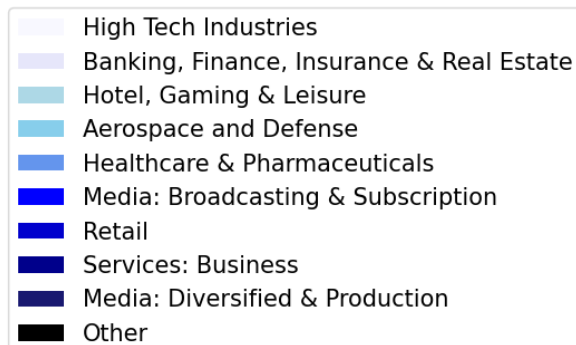 High Tech Industries
Banking, Finance, Insurance & Real Estate
Hotel, Gaming & Leisure
Aerospace and Defense
Healthcare & Pharmaceuticals
Media: Broadcasting & Subscription
Retail
Services: Business
Media: Diversified & Production
Other